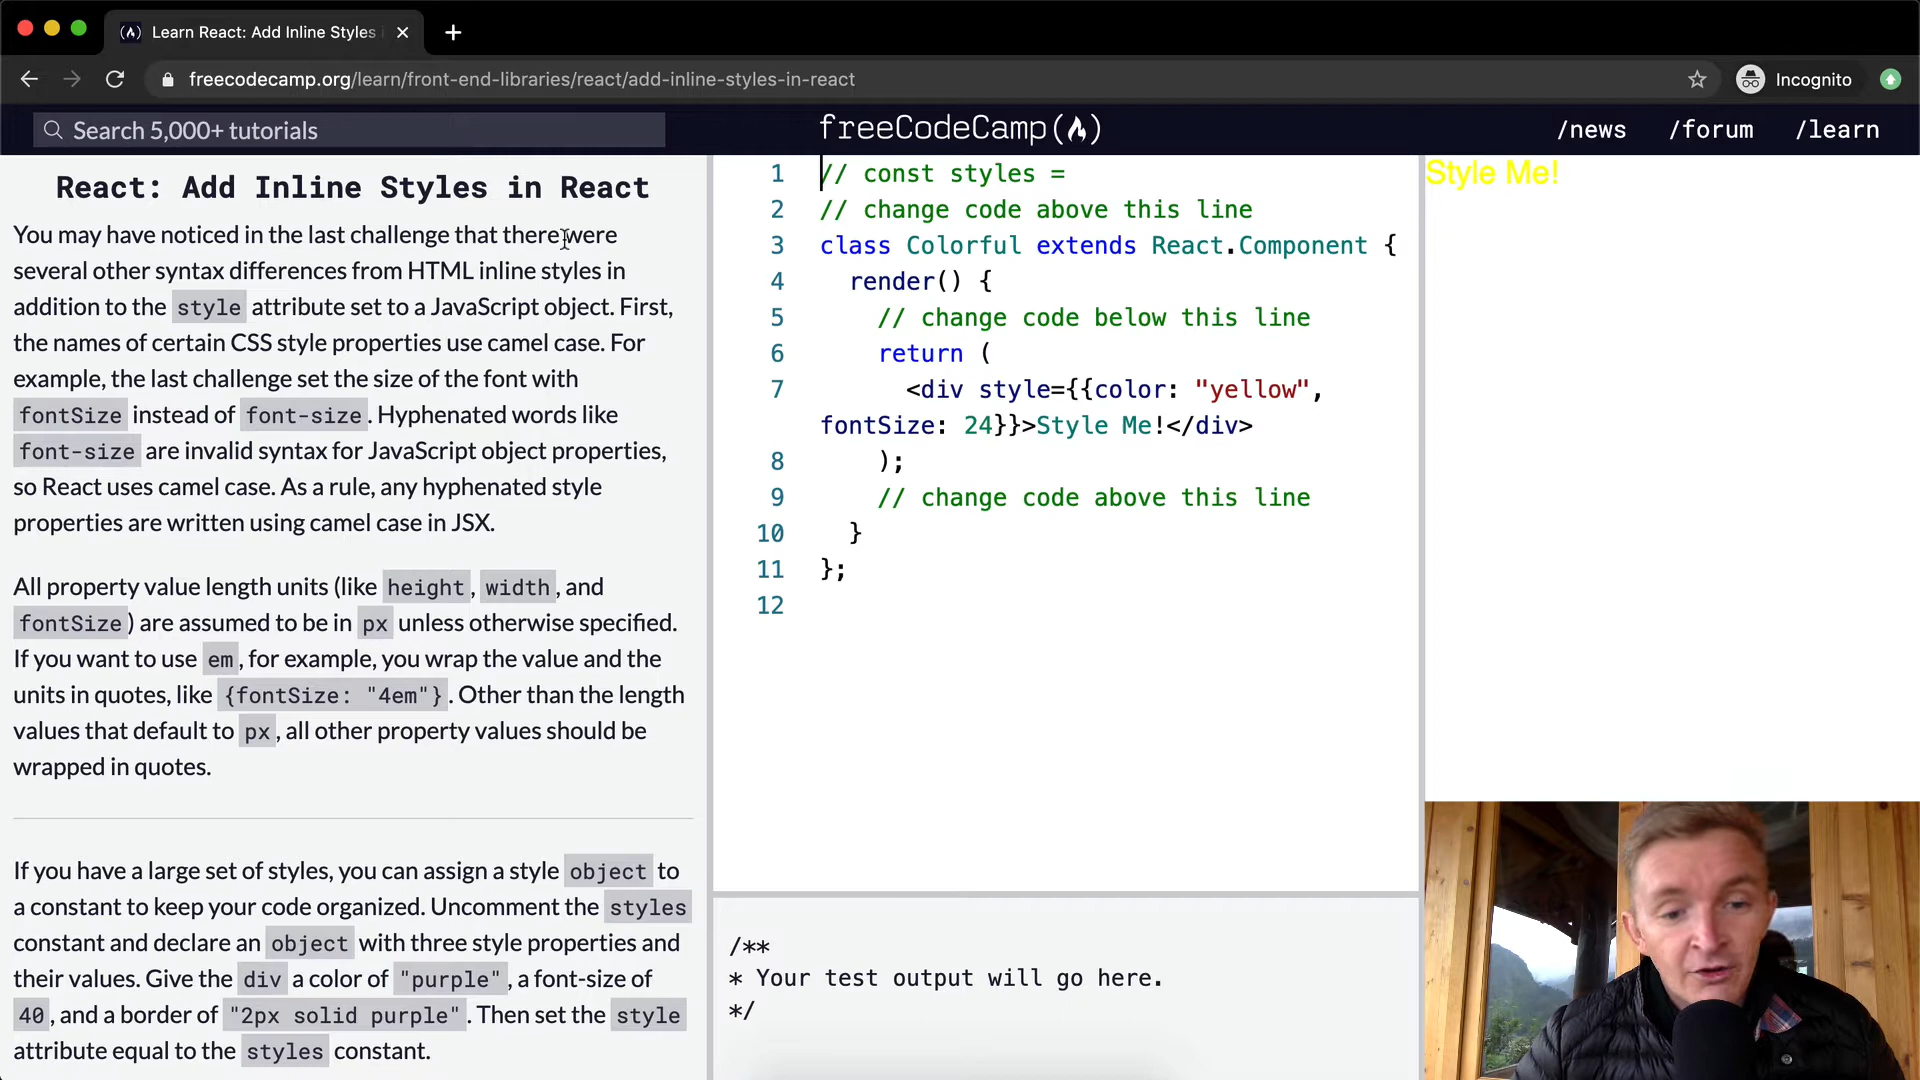 Learn React: Add Inline Styles
freecodecamp.org/learn/front-end-libraries/react/add-inline-styles-in-react
Incognito
Search 5,000+ tutorials
freeCodeCamp
/news /forum /learn
React: Add Inline Styles in React
You may have noticed in the last challenge that there were
several other syntax differences from HTML inline styles in
addition to the style attribute set to a JavaScript object. First,
the names of certain CSS style properties use camel case. For
example, the last challenge set the size of the font with
fontSize instead of font-size. Hyphenated words like
font-size are invalid syntax for JavaScript object properties,
so React uses camel case. As a rule, any hyphenated style
properties are written using camel case in JSX.
All property value length units (like height, width, and
fontSize) are assumed to be in px unless otherwise specified.
If you want to use em, for example, you wrap the value and the
units in quotes, like {fontSize: "4em"}. Other than the length
values that default to px, all other property values should be
wrapped in quotes.
If you have a large set of styles, you can assign a style object to
a constant to keep your code organized. Uncomment the styles
constant and declare an object with three style properties and
their values. Give the div a color of "purple", a font-size of
40, and a border of "2px solid purple". Then set the style
attribute equal to the styles constant.
1 // const styles =
2 // change code above this line
3 class Colorful extends React.Component {
4 render() {
5 // change code below this line
6 return (
7 <div style={{color: "yellow",
fontSize: 24}}>Style Me!</div>
8 );
9 // change code above this line
10 }
11 };
12
/**
* Your test output will go here.
*/
Style Me!